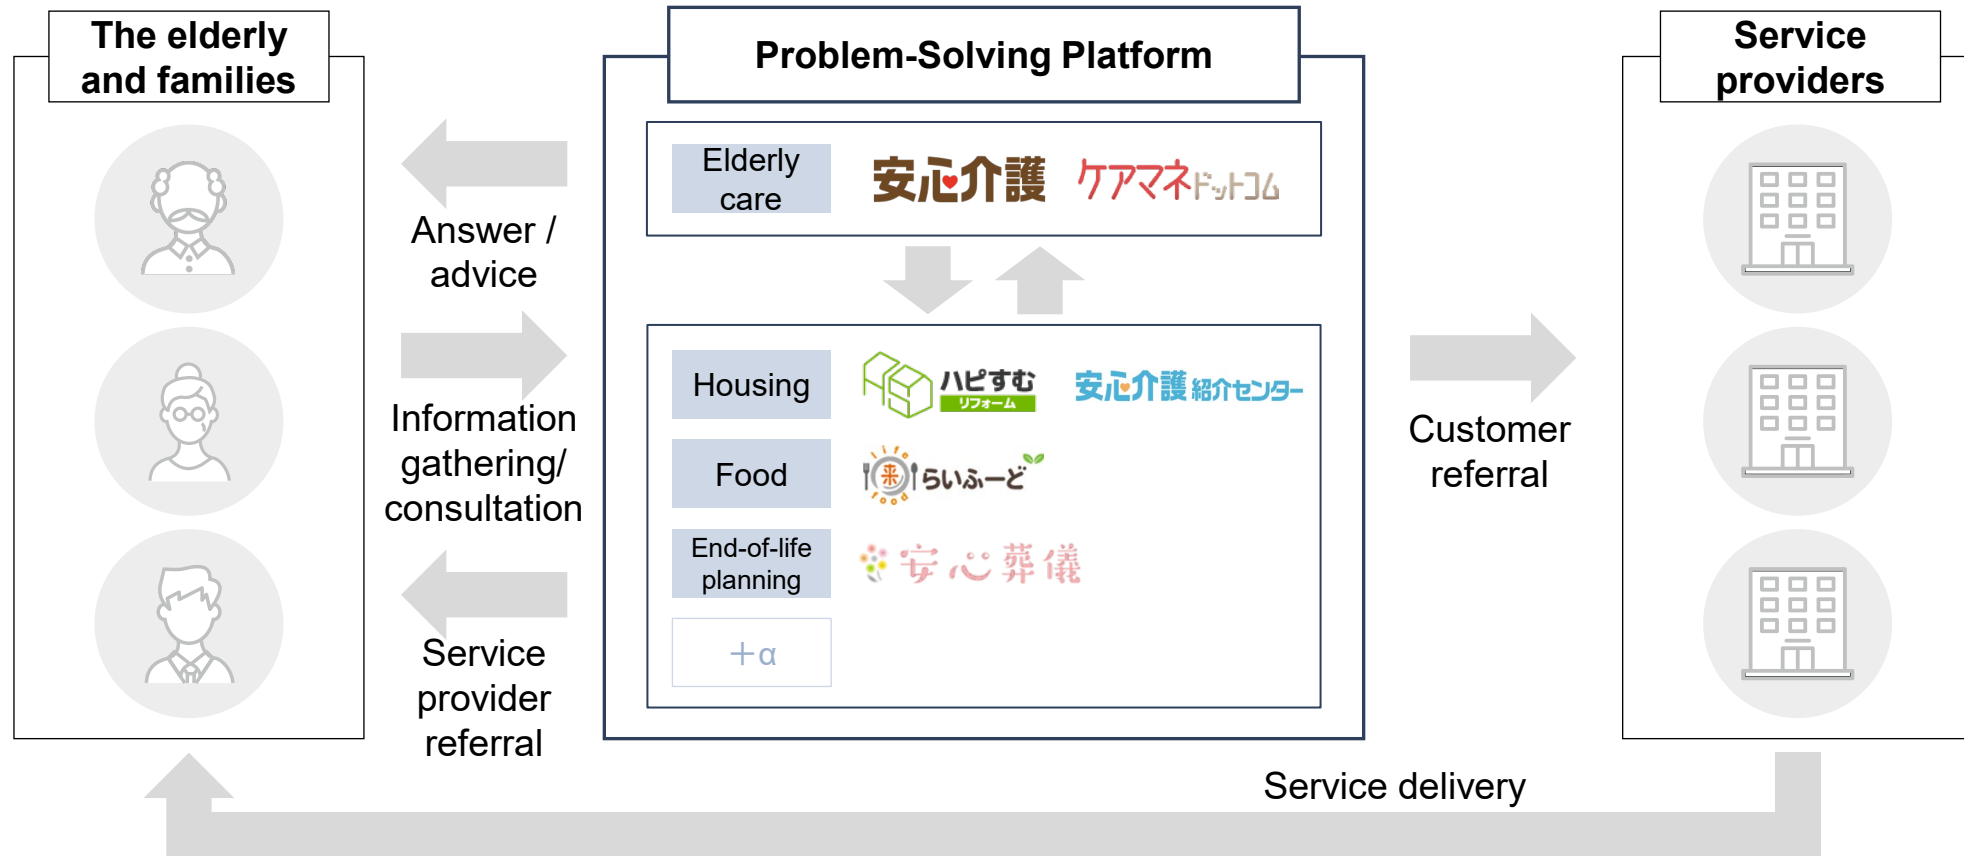 The elderly
and families
Problem-Solving Platform
Service
providers
Answer /
advice
Information
gathering/
consultation
Service
provider
referral
Elderly
care
安心介護
ケアマネドットコム
Housing
ハピすむ
リフォーム
安心介護 紹介センター
Food
life
来
food
らいふーど
End-of-life
planning
安心葬儀
＋α
Customer
referral
Service delivery